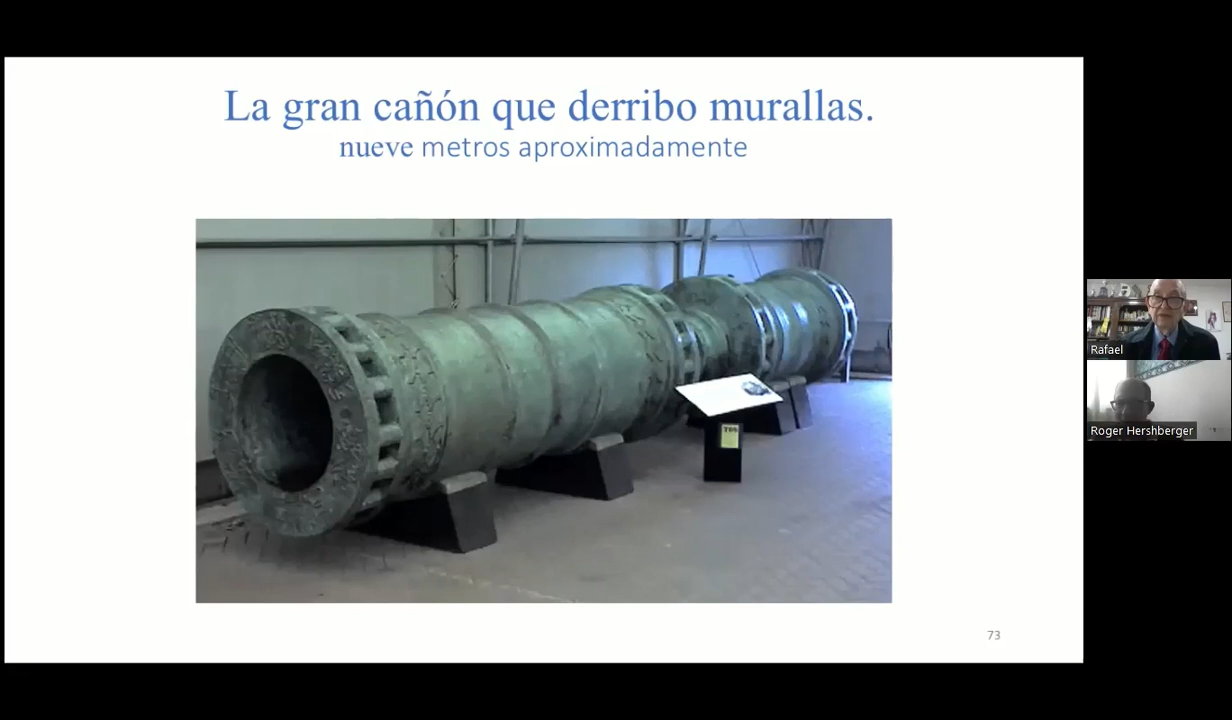 La gran cañón que derribo murallas.
nueve metros aproximadamente
73
Rafael
Roger Hershberger